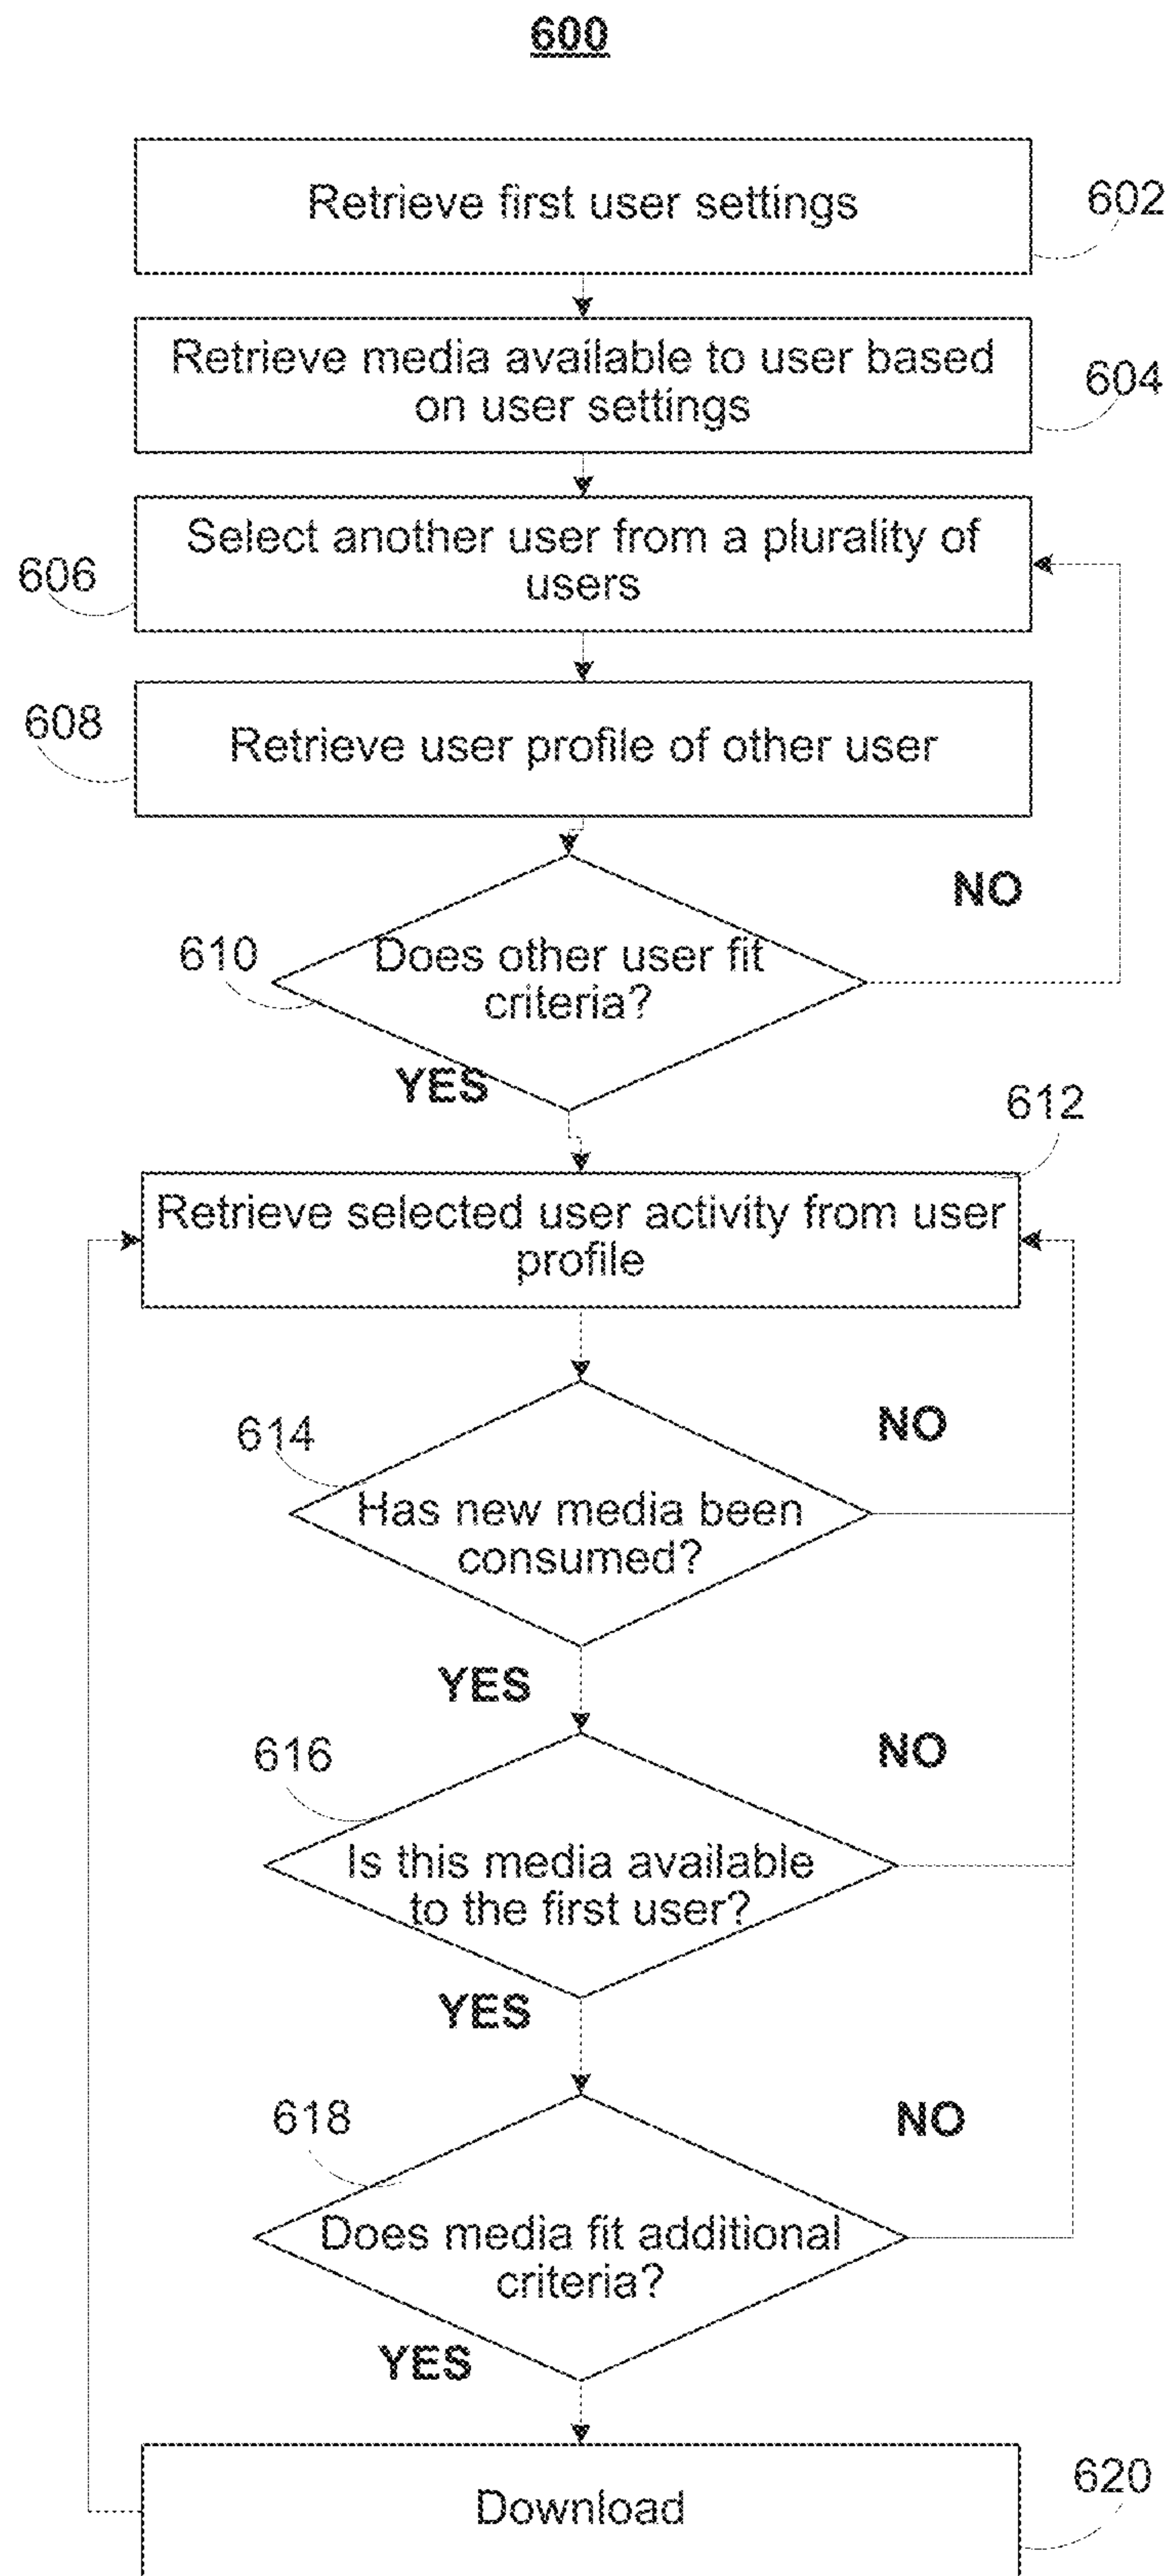 600
Retrieve first user settings
602
Retrieve media available to user based
on user settings
604
Select another user from a plurality of
users
606
608
Retrieve user profile of other user
NO
610
Does other user fit
criteria?
YES
612
Retrieve selected user activity from user
profile
614
NO
Has new media been
consumed?
YES
616
NO
Is this media available
to the first user?
YES
618
NO
Does media fit additional
criteria?
YES
620
Download